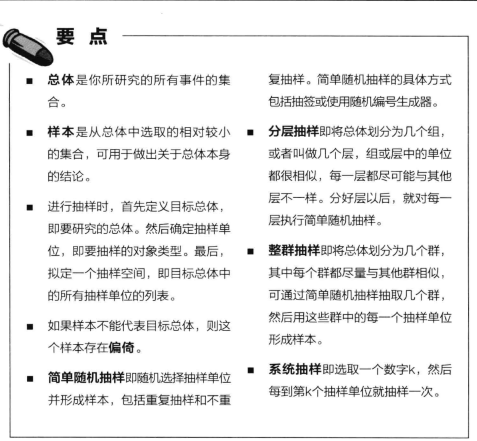 要 点
■ 总体是你所研究的所有事件的集
合。
■ 样本是从总体中选取的相对较小
的集合，可用于做出关于总体本身
的结论。
■ 进行抽样时，首先定义目标总体，
即要研究的总体。然后确定抽样单
位，即要抽样的对象类型。最后，
拟定一个抽样空间，即目标总体中
的所有抽样单位的列表。
■ 如果样本不能代表目标总体，则这
个样本存在偏倚。
■ 简单随机抽样即随机选择抽样单位
并形成样本，包括重复抽样和不重
复抽样。简单随机抽样的具体方式
包括抽签或使用随机编号生成器。
■ 分层抽样即将总体划分为几个组，
或者叫做几个层，组或层中的单位
都很相似，每一层都尽可能与其他
层不一样。分好层以后，就对每一
层执行简单随机抽样。
■ 整群抽样即将总体划分为几个群，
其中每个群都尽量与其他群相似，
可通过简单随机抽样抽取几个群，
然后用这些群中的每一个抽样单位
形成样本。
■ 系统抽样即选取一个数字k，然后
每到第k个抽样单位就抽样一次。